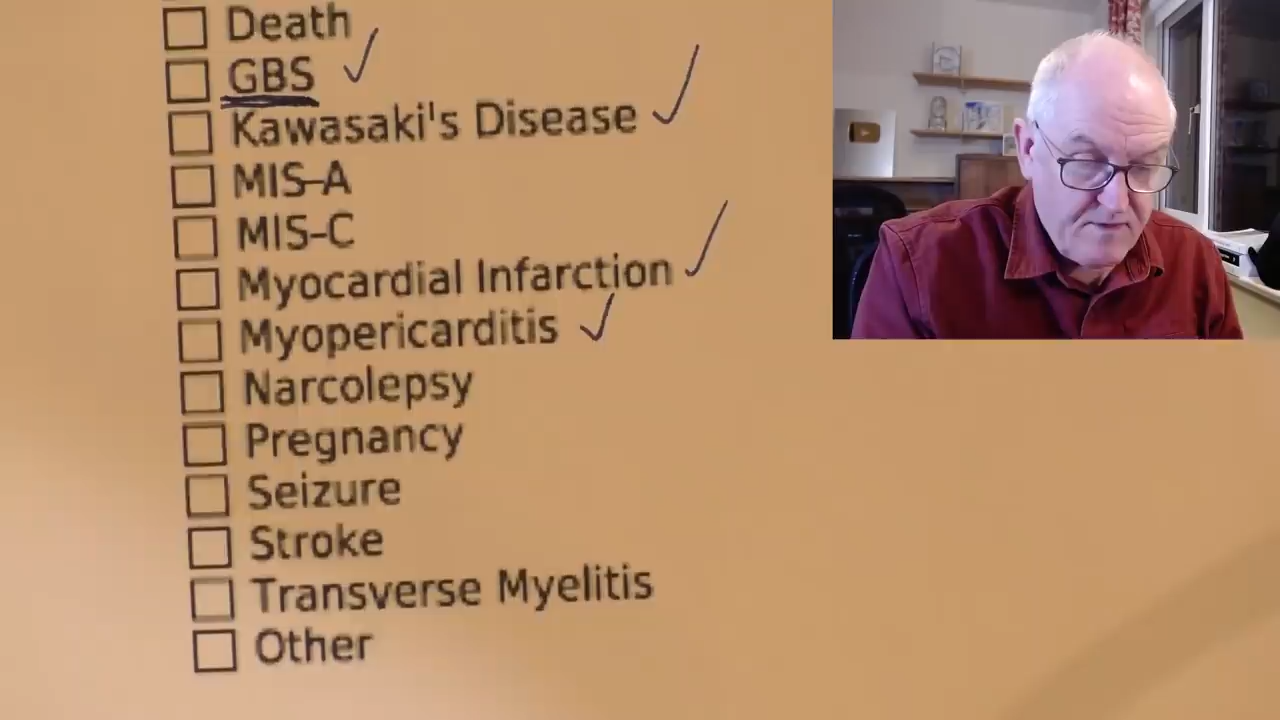 Death
GBS
Kawasaki's Disease
MIS-A
MIS-C
Myocardial Infarction
Myopericarditis
Narcolepsy
Pregnancy
Seizure
Stroke
Transverse Myelitis
Other